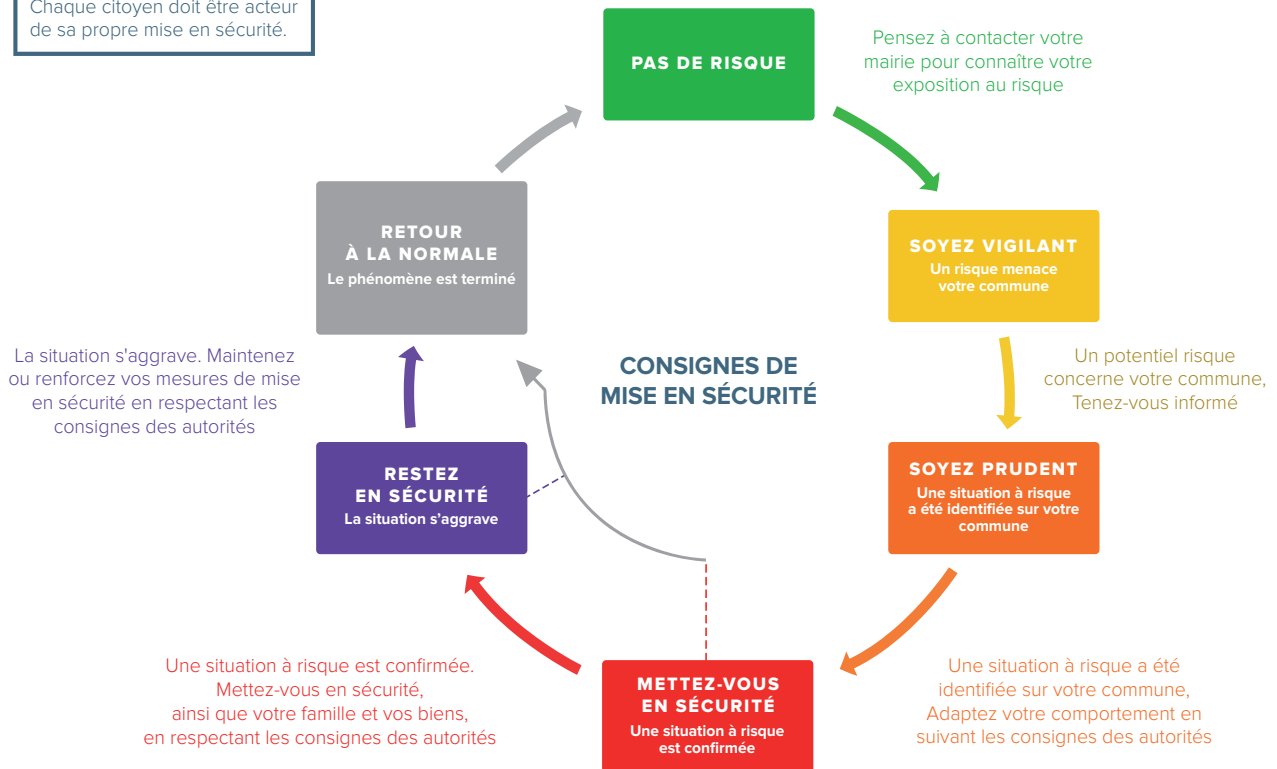 Chaque citoyen doit être acteur
de sa propre mise en sécurité.
PAS DE RISQUE
Pensez à contacter votre
mairie pour connaître votre
exposition au risque
RETOUR
À LA NORMALE
Le phénomène est terminé
SOYEZ VIGILANT
Un risque menace
votre commune
La situation s'aggrave. Maintenez
ou renforcez vos mesures de mise
en sécurité en respectant les
consignes des autorités
CONSIGNES DE
MISE EN SÉCURITÉ
Un potentiel risque
concerne votre commune,
Tenez-vous informé
RESTEZ
EN SÉCURITÉ
La situation s’aggrave
SOYEZ PRUDENT
Une situation à risque
a été identifiée sur votre
commune
Une situation à risque est confirmée.
Mettez-vous en sécurité,
ainsi que votre famille et vos biens,
en respectant les consignes des autorités
METTEZ-VOUS
EN SÉCURITÉ
Une situation à risque
est confirmée
Une situation à risque a été
identifiée sur votre commune,
Adaptez votre comportement en
suivant les consignes des autorités